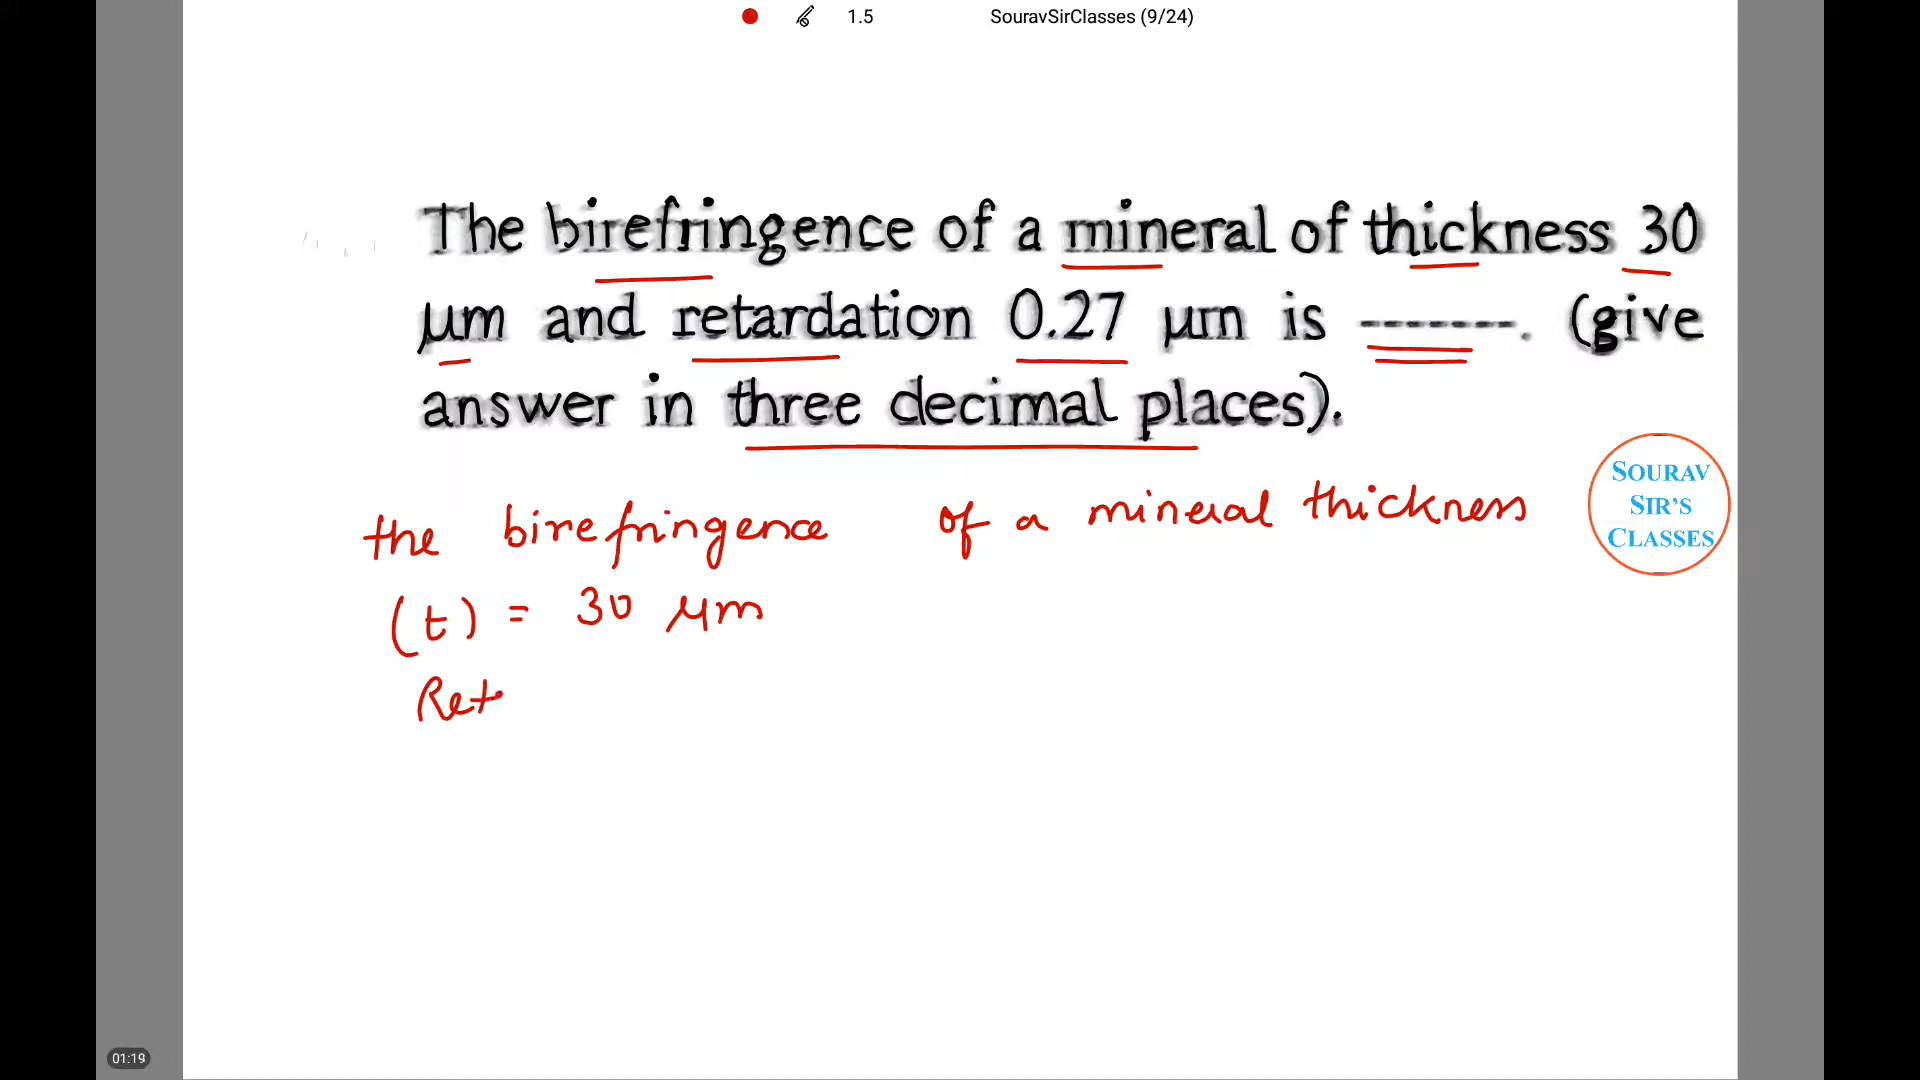 1.5 SouravSirClasses (9/24)
The birefringence of a mineral of thickness 30
μm and retardation 0.27 μm is -------. (give
answer in three decimal places).
SOURAV
SIR'S
CLASSES
the birefringence of a mineral thickness
(t) = 30 μm
Ret
01:19